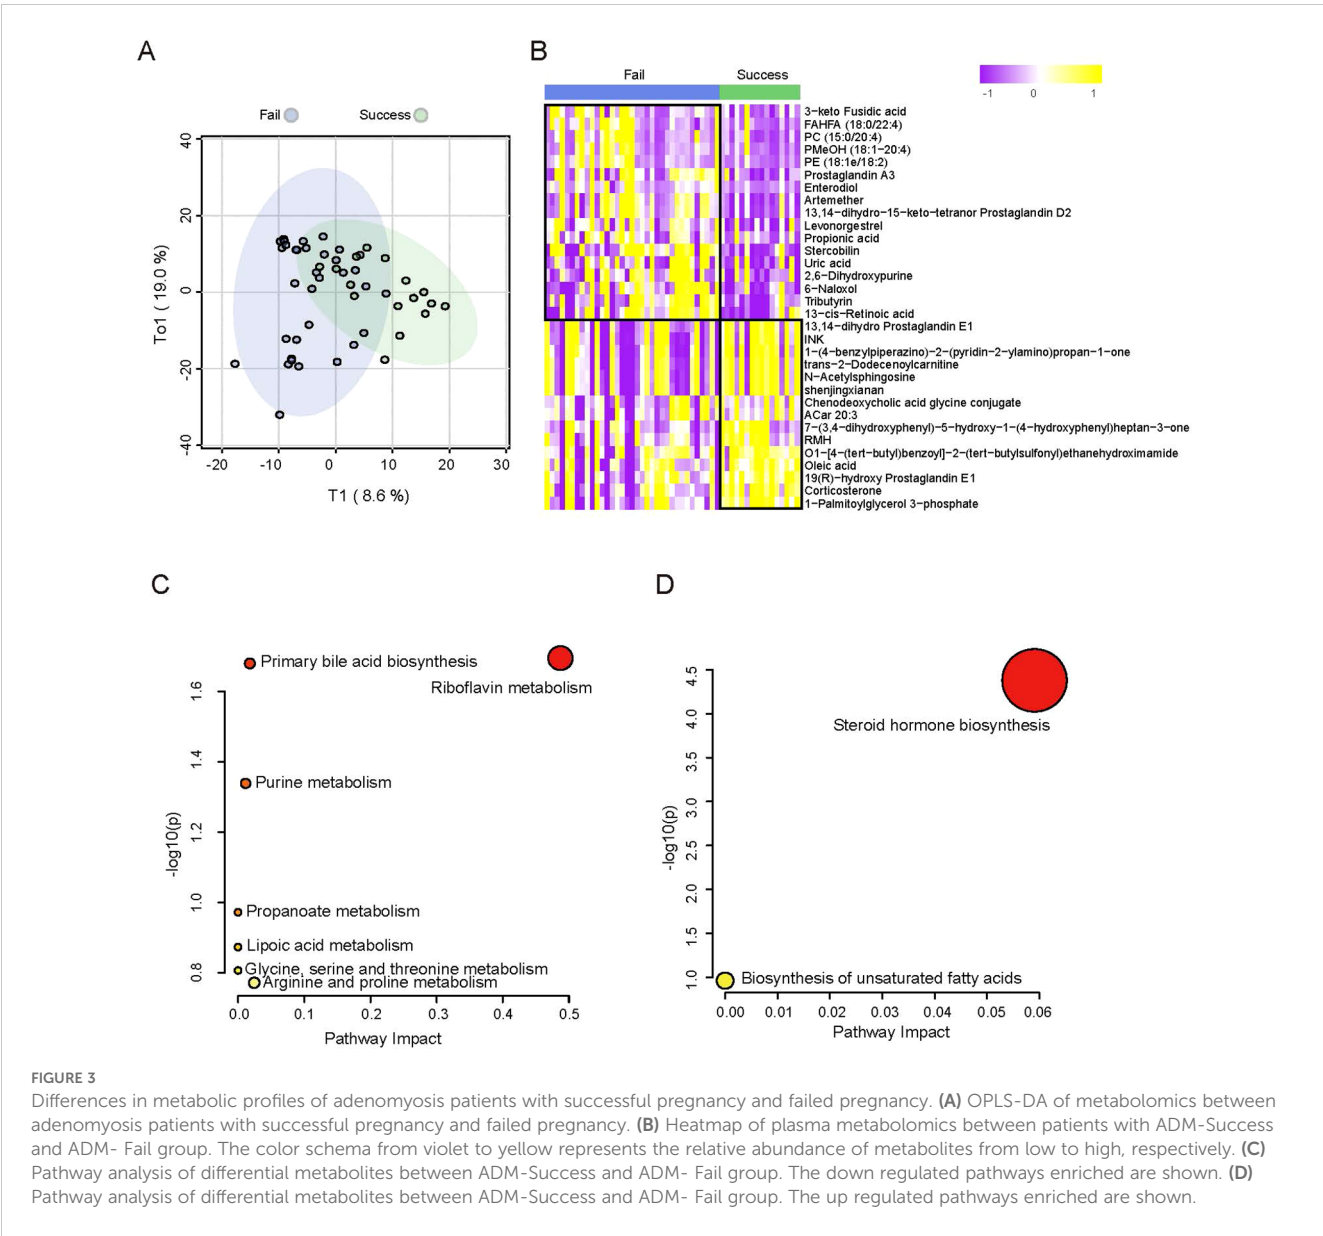 A
Fail
Success
40
20
0
-20
-40
To1 ( 19.0 %)
-20
-10
0
10
20
30
T1 ( 8.6 %)
B
Fail
Success
-1
0
1
3-keto Fusidic acid
FAHFA (18:0/22:4)
PC (15:0/20:4)
PMeOH (18:1-20:4)
PE (18:1e/18:2)
Prostaglandin A3
Enterodiol
Artemether
13,14-dihydro-15-keto-tetranor Prostaglandin D2
Levonorgestrel
Propionic acid
Stercobilin
Uric acid
2,6-Dihydroxypurine
6-Naloxol
Tributyrin
13-cis-Retinoic acid
13,14-dihydro Prostaglandin E1
INK
1-(4-benzylpiperazino)-2-(pyridin-2-ylamino)propan-1-one
trans-2-Dodecenoylcarnitine
N-Acetylsphingosine
shenjingxianan
Chenodeoxycholic acid glycine conjugate
ACar 20:3
7-(3,4-dihydroxyphenyl)-5-hydroxy-1-(4-hydroxyphenyl)heptan-3-one
RMH
O1-[4-(tert-butyl)benzoyl]-2-(tert-butylsulfonyl)ethanehydroximamide
Oleic acid
19(R)-hydroxy Prostaglandin E1
Corticosterone
1-Palmitoylglycerol 3-phosphate
C
Primary bile acid biosynthesis
Riboflavin metabolism
Purine metabolism
Propanoate metabolism
Lipoic acid metabolism
Glycine, serine and threonine metabolism
Arginine and proline metabolism
1.6
1.4
1.2
1.0
0.8
-log10(p)
0.0
0.1
0.2
0.3
0.4
0.5
Pathway Impact
D
Steroid hormone biosynthesis
Biosynthesis of unsaturated fatty acids
4.5
4.0
3.5
3.0
2.5
2.0
1.5
1.0
-log10(p)
0.00
0.01
0.02
0.03
0.04
0.05
0.06
Pathway Impact
FIGURE 3
Differences in metabolic profiles of adenomyosis patients with successful pregnancy and failed pregnancy. (A) OPLS-DA of metabolomics between
adenomyosis patients with successful pregnancy and failed pregnancy. (B) Heatmap of plasma metabolomics between patients with ADM-Success
and ADM- Fail group. The color schema from violet to yellow represents the relative abundance of metabolites from low to high, respectively. (C)
Pathway analysis of differential metabolites between ADM-Success and ADM- Fail group. The down regulated pathways enriched are shown. (D)
Pathway analysis of differential metabolites between ADM-Success and ADM- Fail group. The up regulated pathways enriched are shown.